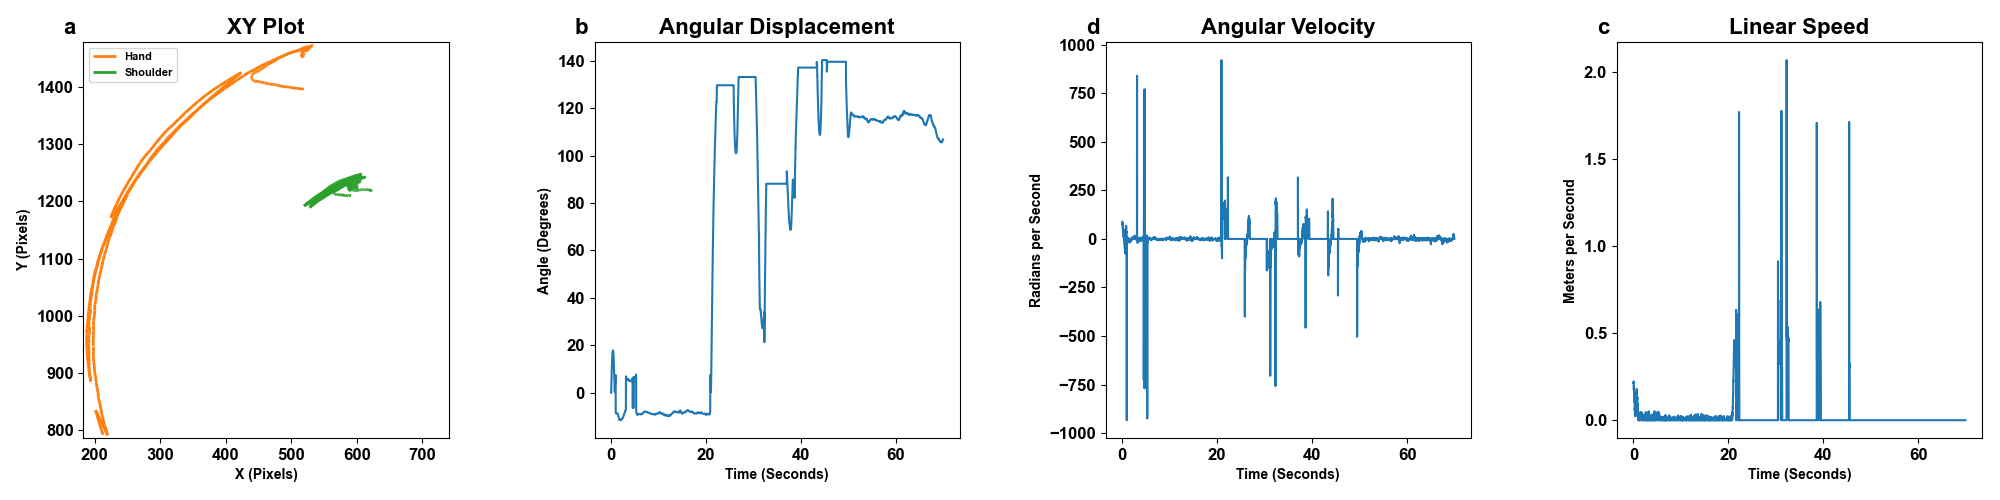 a XY Plot
Hand
Shoulder
1400
1300
1200
1100
1000
900
800
Y (Pixels)
200 300 400 500 600 700
X (Pixels)
b Angular Displacement
140
120
100
80
60
40
20
0
Angle (Degrees)
0 20 40 60
Time (Seconds)
d Angular Velocity
1000
750
500
250
0
−250
−500
−750
−1000
Radians per Second
0 20 40 60
Time (Seconds)
c Linear Speed
2.0
1.5
1.0
0.5
0.0
Meters per Second
0 20 40 60
Time (Seconds)